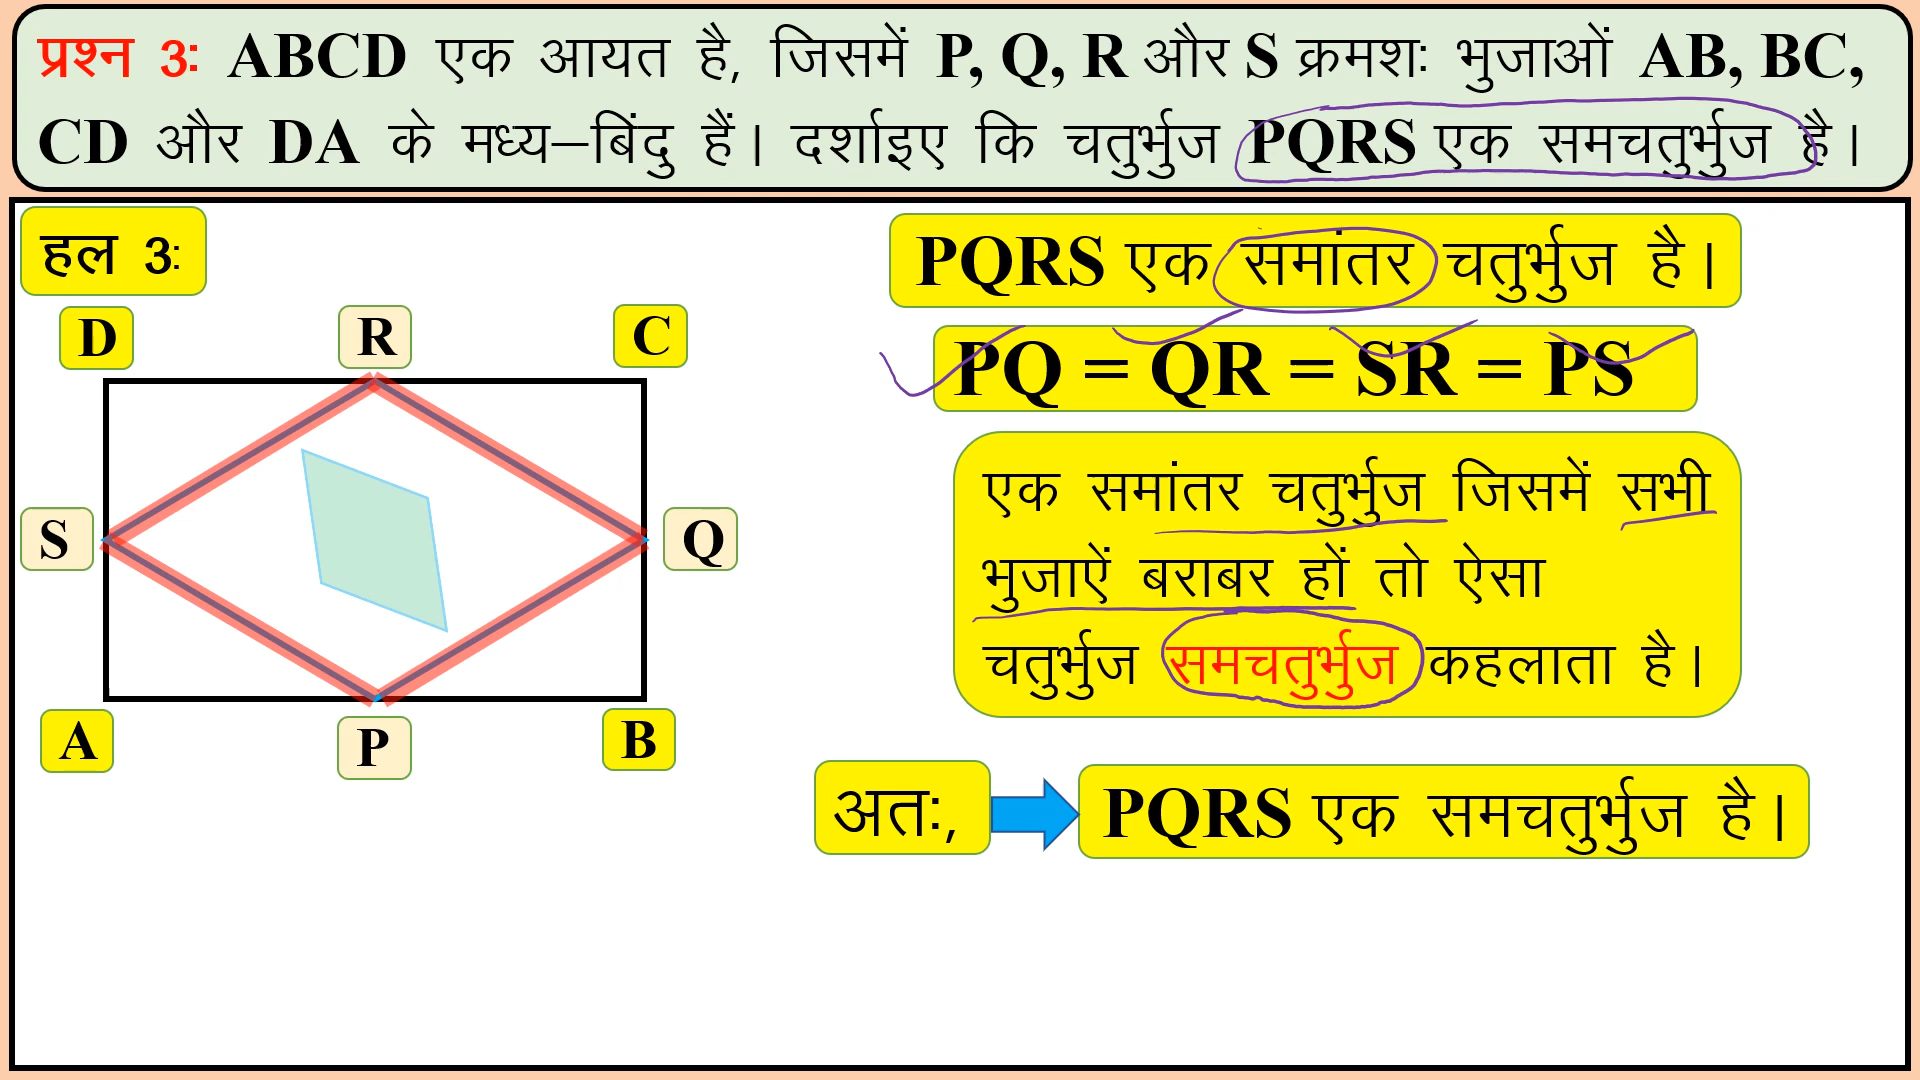 प्रश्न 3: ABCD एक आयत है, जिसमें P, Q, R और S क्रमशः भुजाओं AB, BC,
CD और DA के मध्य–बिंदु हैं। दर्शाइए कि चतुर्भुज PQRS एक समचतुर्भुज है।
हल 3:
PQRS एक समांतर चतुर्भुज है।
D
R
C
PQ = QR = SR = PS
एक समांतर चतुर्भुज जिसमें सभी
S
Q
भुजाऐं बराबर हों तो ऐसा
चतुर्भुज समचतुर्भुज कहलाता है।
A
P
B
अतः,
PQRS एक समचतुर्भुज है।